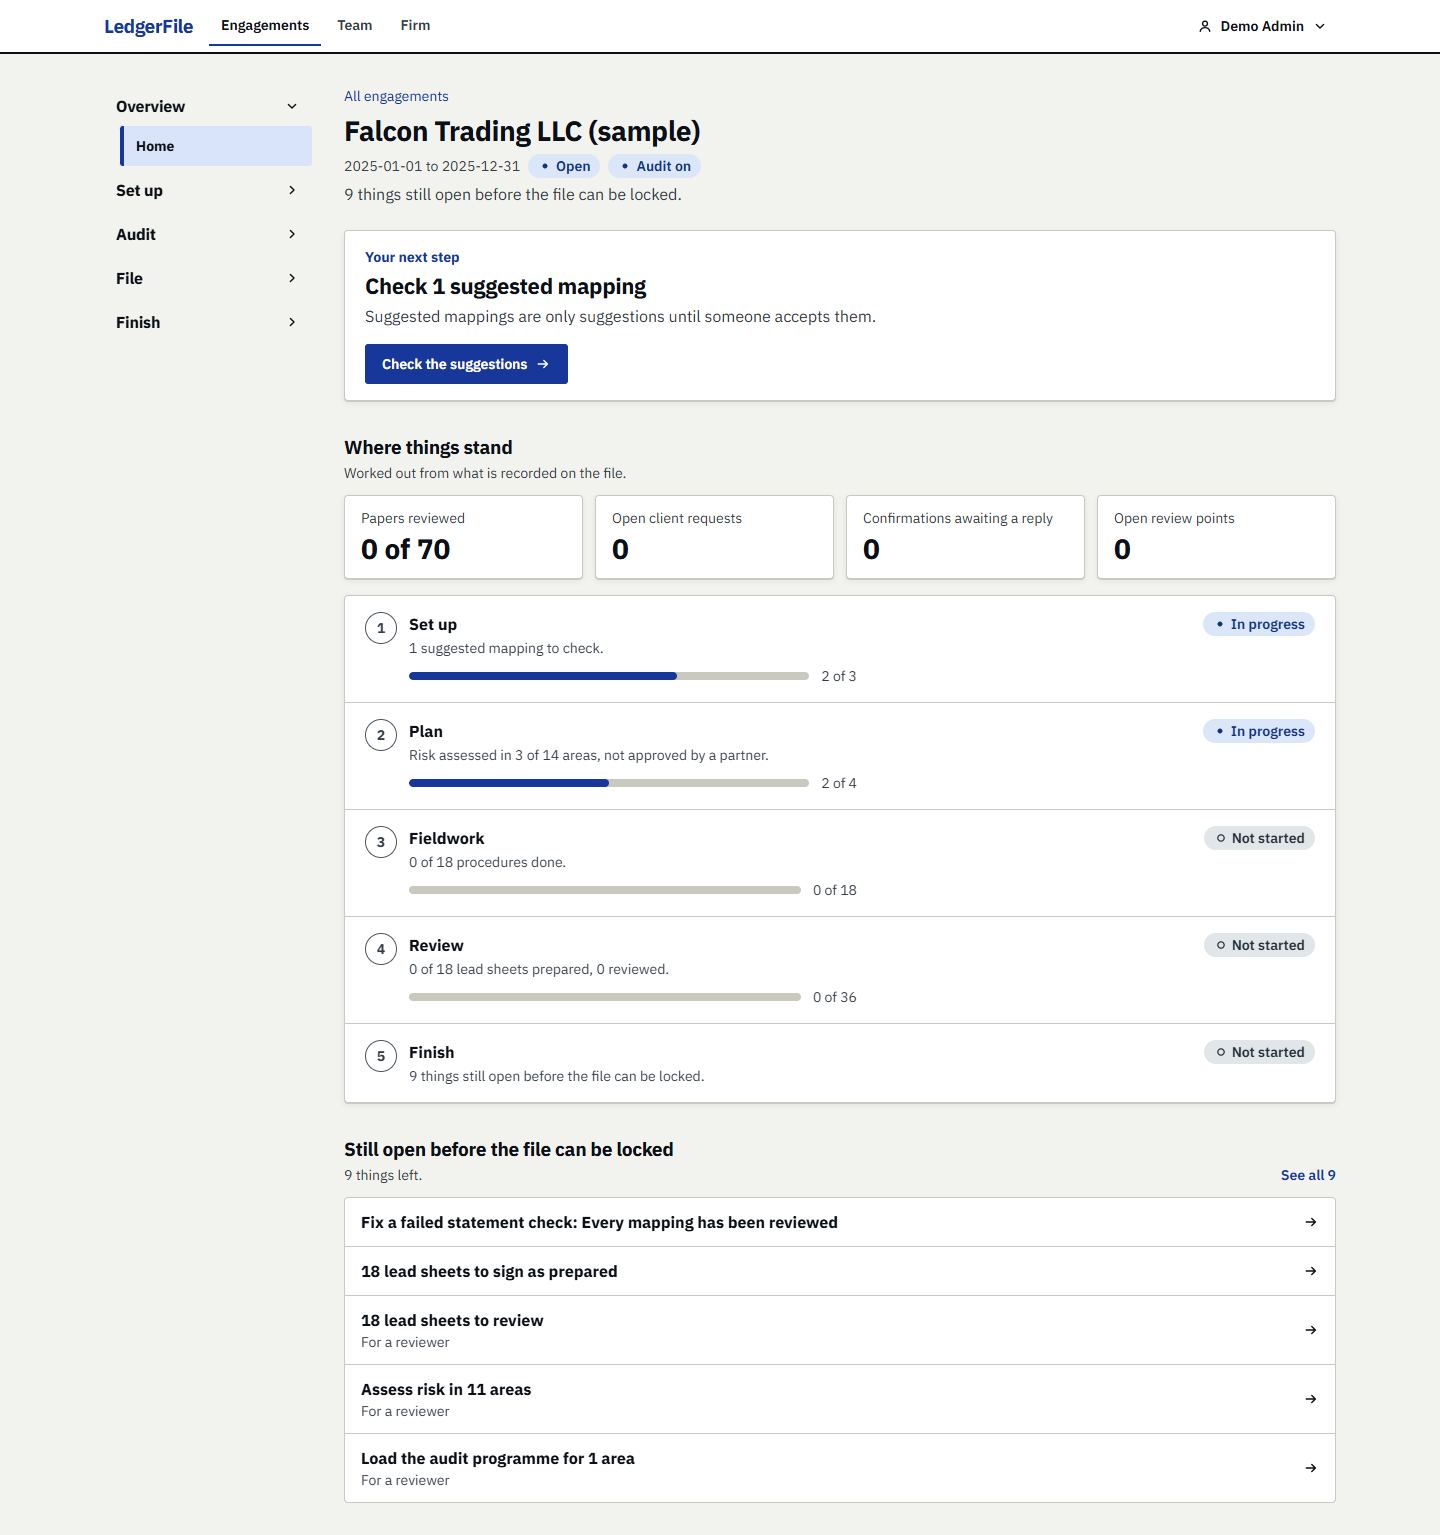 LedgerFile
Engagements
Team
Firm
Demo Admin
Overview
Home
Set up
Audit
File
Finish
All engagements
Falcon Trading LLC (sample)
2025-01-01 to 2025-12-31
Open
Audit on
9 things still open before the file can be locked.
Your next step
Check 1 suggested mapping
Suggested mappings are only suggestions until someone accepts them.
Check the suggestions
Where things stand
Worked out from what is recorded on the file.
Papers reviewed
0 of 70
Open client requests
0
Confirmations awaiting a reply
0
Open review points
0
1
Set up
In progress
1 suggested mapping to check.
2 of 3
2
Plan
In progress
Risk assessed in 3 of 14 areas, not approved by a partner.
2 of 4
3
Fieldwork
Not started
0 of 18 procedures done.
0 of 18
4
Review
Not started
0 of 18 lead sheets prepared, 0 reviewed.
0 of 36
5
Finish
Not started
9 things still open before the file can be locked.
Still open before the file can be locked
9 things left.
See all 9
Fix a failed statement check: Every mapping has been reviewed
18 lead sheets to sign as prepared
18 lead sheets to review
For a reviewer
Assess risk in 11 areas
For a reviewer
Load the audit programme for 1 area
For a reviewer